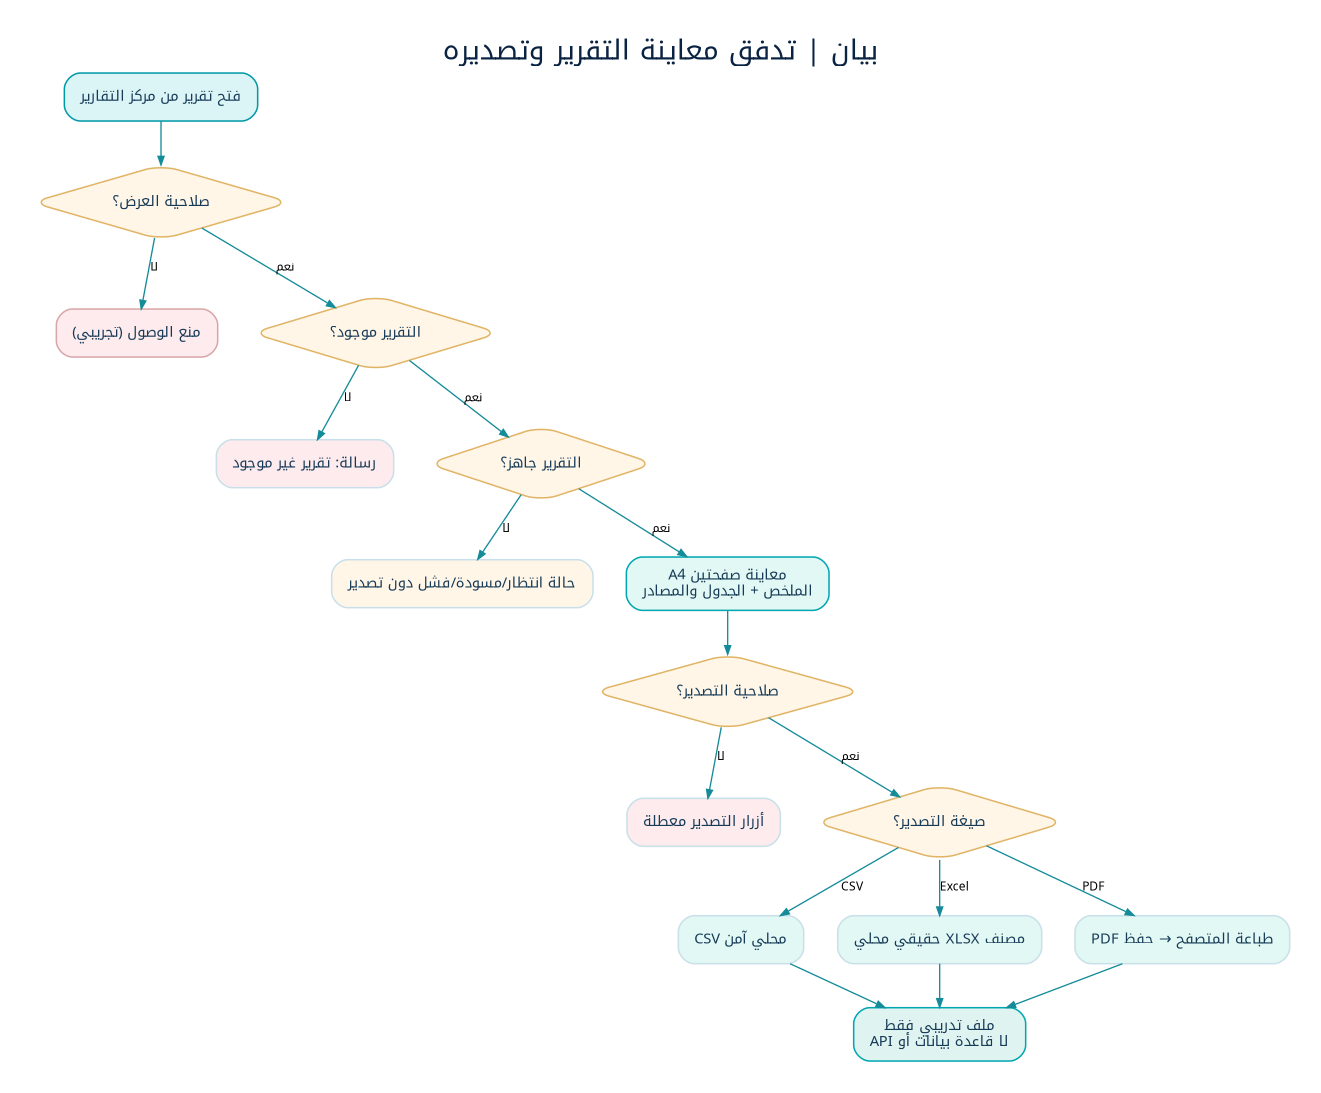 بيان | تدفق معاينة التقرير وتصديره
فتح تقرير من مركز التقارير
صلاحية العرض؟
لا
نعم
منع الوصول (تجريبي)
التقرير موجود؟
لا
نعم
رسالة: تقرير غير موجود
التقرير جاهز؟
لا
نعم
حالة انتظار/مسودة/فشل دون تصدير
معاينة صفحتين A4
الملخص + الجدول والمصادر
صلاحية التصدير؟
لا
نعم
أزرار التصدير معطلة
صيغة التصدير؟
PDF
Excel
CSV
طباعة المتصفح → حفظ PDF
مصنف XLSX حقيقي محلي
CSV محلي آمن
ملف تدريبي فقط
لا قاعدة بيانات أو API